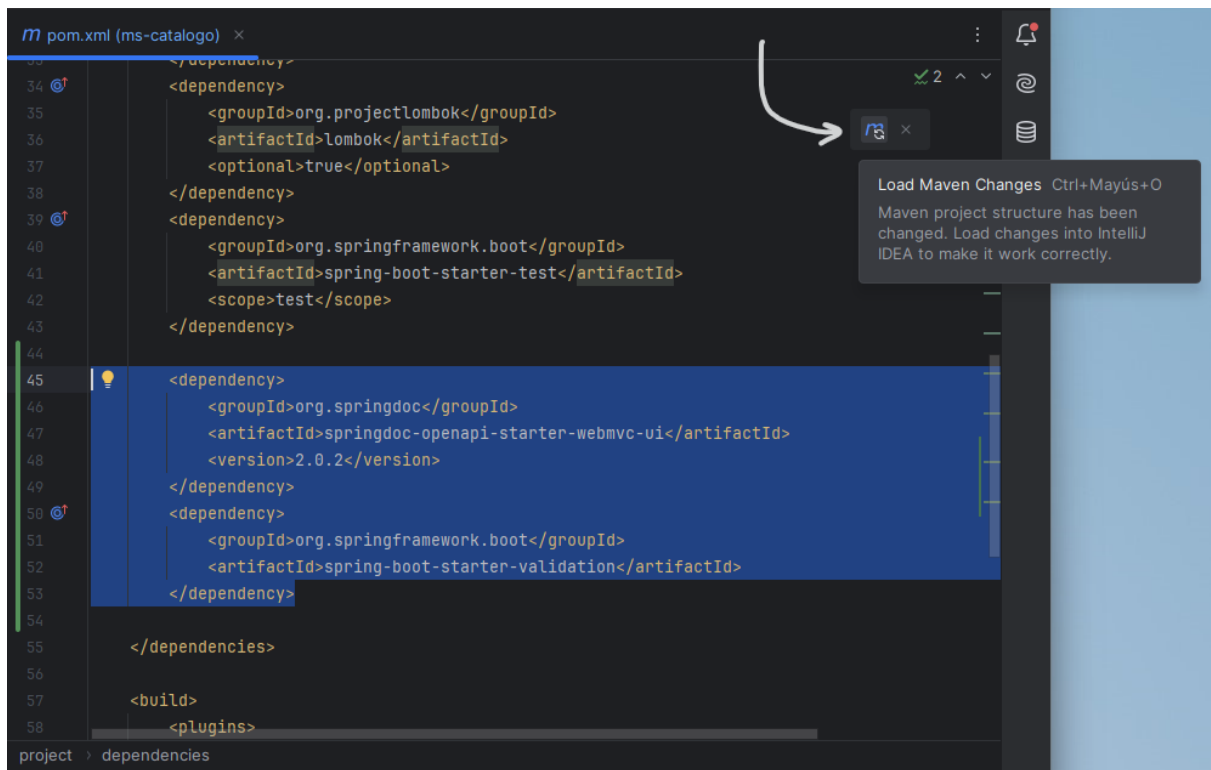 m pom.xml (ms-catalogo) ×
33 </dependency>
34 <dependency>
35 <groupId>org.projectlombok</groupId>
36 <artifactId>lombok</artifactId>
37 <optional>true</optional>
38 </dependency>
39 <dependency>
40 <groupId>org.springframework.boot</groupId>
41 <artifactId>spring-boot-starter-test</artifactId>
42 <scope>test</scope>
43 </dependency>
44
45 <dependency>
46 <groupId>org.springdoc</groupId>
47 <artifactId>springdoc-openapi-starter-webmvc-ui</artifactId>
48 <version>2.0.2</version>
49 </dependency>
50 <dependency>
51 <groupId>org.springframework.boot</groupId>
52 <artifactId>spring-boot-starter-validation</artifactId>
53 </dependency>
54
55 </dependencies>
56
57 <build>
58 <plugins>
2
m ×
Load Maven Changes Ctrl+Mayús+O
Maven project structure has been
changed. Load changes into IntelliJ
IDEA to make it work correctly.
project › dependencies